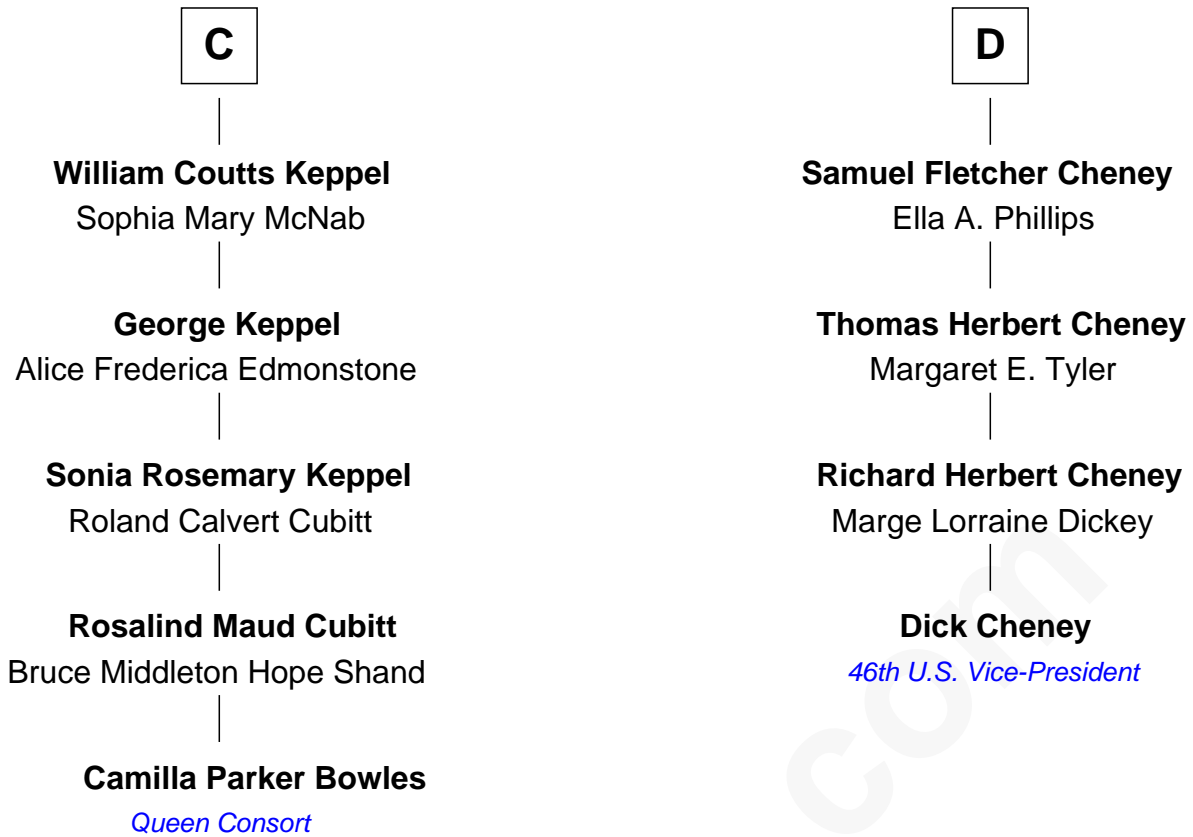 C
William Coutts Keppel
Sophia Mary McNab
George Keppel
Alice Frederica Edmonstone
Sonia Rosemary Keppel
Roland Calvert Cubitt
Rosalind Maud Cubitt
Bruce Middleton Hope Shand
Camilla Parker Bowles
Queen Consort
D
Samuel Fletcher Cheney
Ella A. Phillips
Thomas Herbert Cheney
Margaret E. Tyler
Richard Herbert Cheney
Marge Lorraine Dickey
Dick Cheney
46th U.S. Vice-President
com